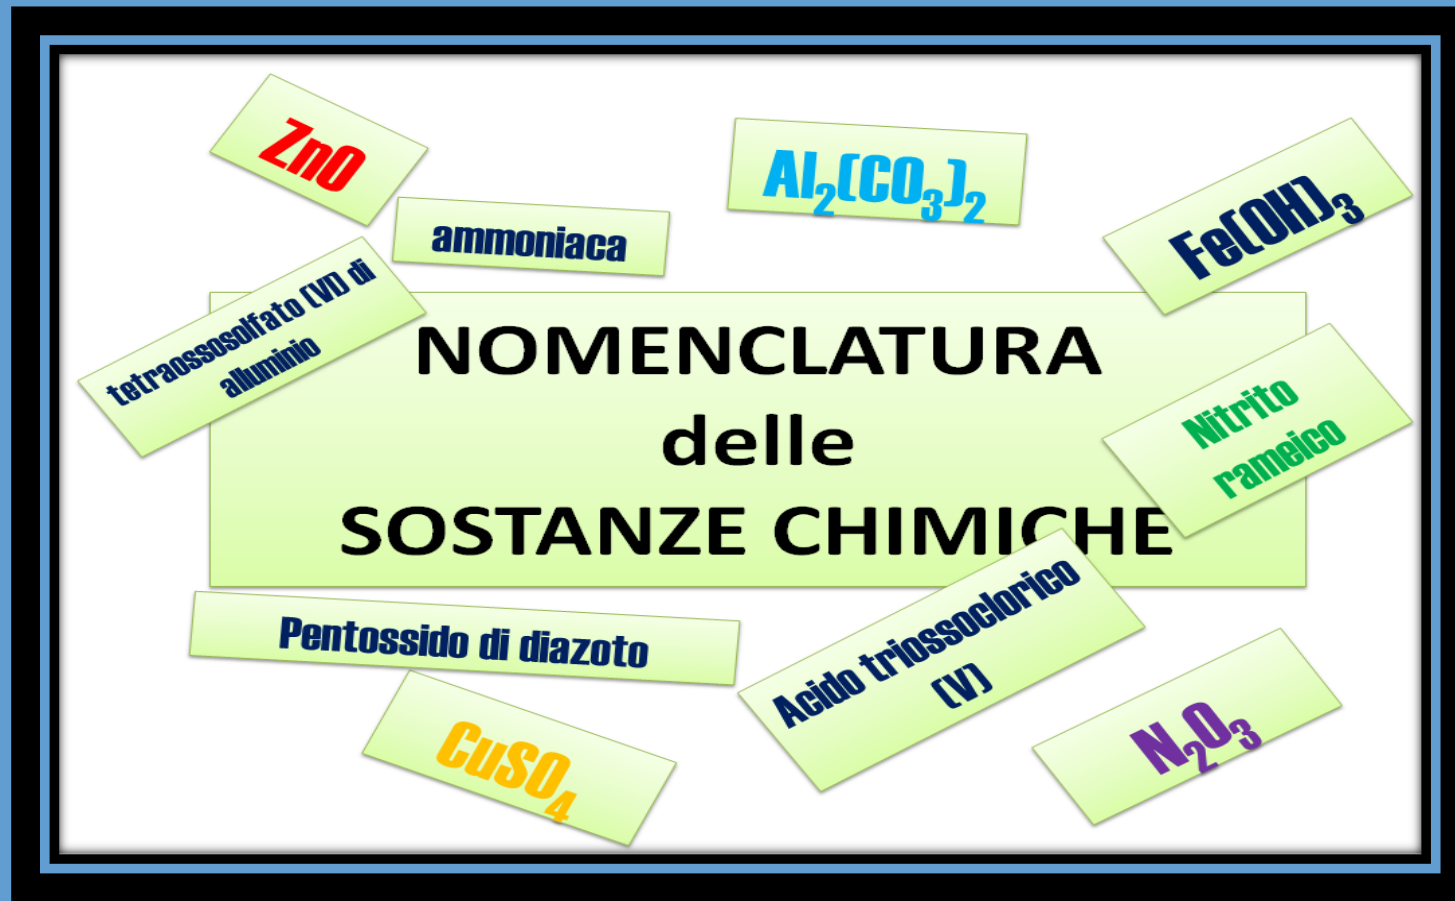 ZnO
Al₂(CO₃)₂
Fe(OH)₃
ammoniaca
tetraossosolfato (VI) di
alluminio
NOMENCLATURA
delle
SOSTANZE CHIMICHE
Nitrito
rameico
Pentossido di diazoto
Acido triossoclorico
(V)
CuSO₄
N₂O₃